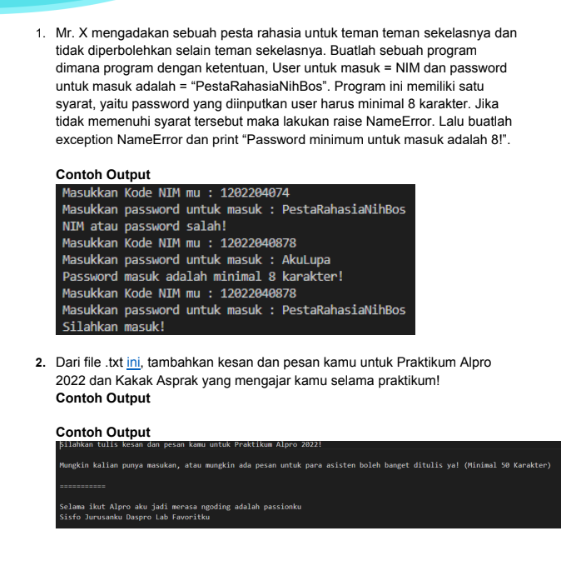 1. Mr. X mengadakan sebuah pesta rahasia untuk teman teman sekelasnya dan
tidak diperbolehkan selain teman sekelasnya. Buatlah sebuah program
dimana program dengan ketentuan, User untuk masuk = NIM dan password
untuk masuk adalah = “PestaRahasiaNihBos”. Program ini memiliki satu
syarat, yaitu password yang diinputkan user harus minimal 8 karakter. Jika
tidak memenuhi syarat tersebut maka lakukan raise NameError. Lalu buatlah
exception NameError dan print “Password minimum untuk masuk adalah 8!”.
Contoh Output
Masukkan Kode NIM mu : 1202204074
Masukkan password untuk masuk : PestaRahasiaNihBos
NIM atau password salah!
Masukkan Kode NIM mu : 12022040878
Masukkan password untuk masuk : AkuLupa
Password masuk adalah minimal 8 karakter!
Masukkan Kode NIM mu : 12022040878
Masukkan password untuk masuk : PestaRahasiaNihBos
Silahkan masuk!
2. Dari file .txt ini, tambahkan kesan dan pesan kamu untuk Praktikum Alpro
2022 dan Kakak Asprak yang mengajar kamu selama praktikum!
Contoh Output
Contoh Output
Silahkan tulis kesan dan pesan kamu untuk Praktikum Alpro 2022!
Mungkin kalian punya masukan, atau mungkin ada pesan untuk para asisten boleh banget ditulis ya! (Minimal 50 Karakter)
===========
Selama ikut Alpro aku jadi merasa ngoding adalah passionku
Sisfo Jurusanku Daspro Lab Favoritku